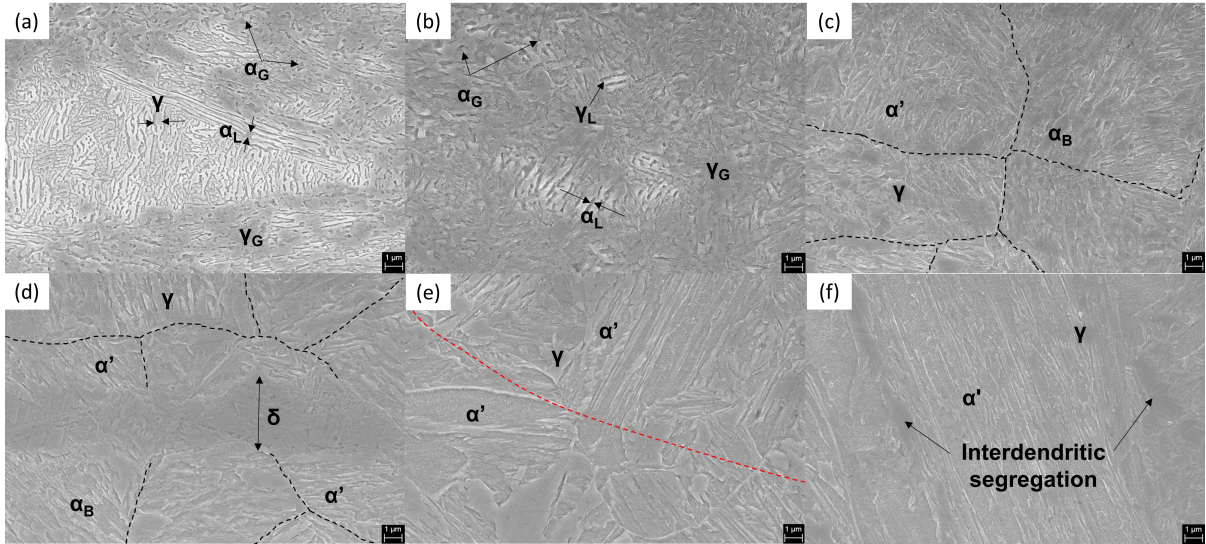 (a)
αG
γ
αL
γG
1 μm
(b)
αG
γL
γG
αL
1 μm
(c)
α’
αB
γ
1 μm
(d)
γ
α’
δ
αB
α’
1 μm
(e)
α’
γ
α’
1 μm
(f)
γ
α'
Interdendritic
segregation
1 μm